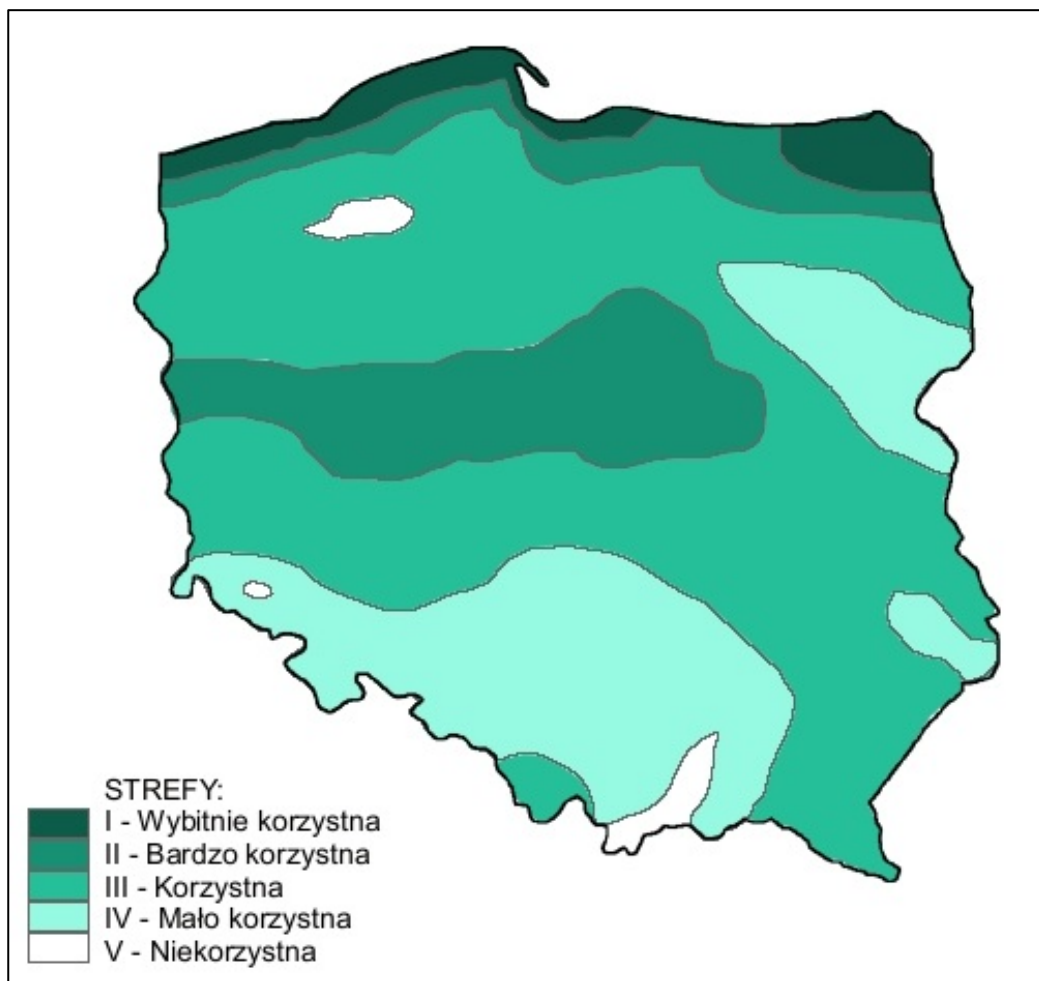 STREFY:
I - Wybitnie korzystna
II - Bardzo korzystna
III - Korzystna
IV - Mało korzystna
V - Niekorzystna